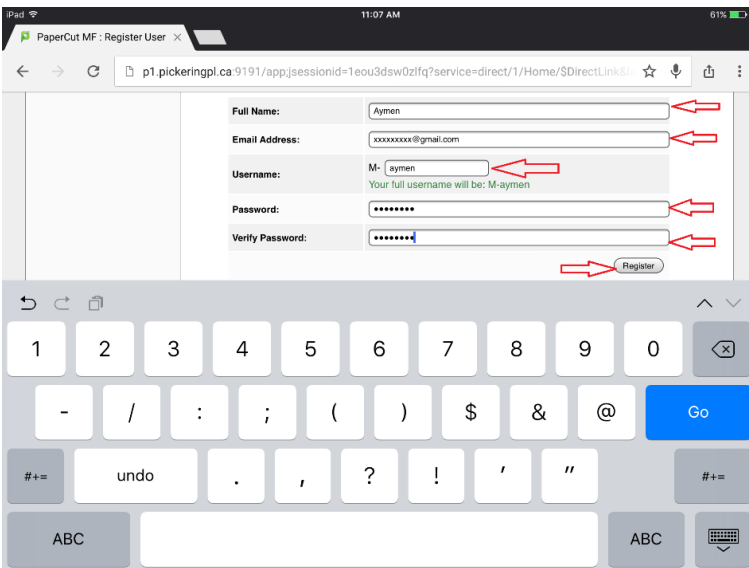 iPad 11:07 AM 61%
PaperCut MF : Register User
p1.pickeringpl.ca:9191/app;jsessionid=1eou3dsw0zlfq?service=direct/1/Home/$DirectLink&
Full Name: Aymen
Email Address: xxxxxxxxx@gmail.com
Username: M- aymen
Your full username will be: M-aymen
Password: ••••••••
Verify Password: ••••••••
Register
1 2 3 4 5 6 7 8 9 0
- / : ; ( ) $ & @ Go
#+= undo . , ? ! ' " #+=
ABC ABC